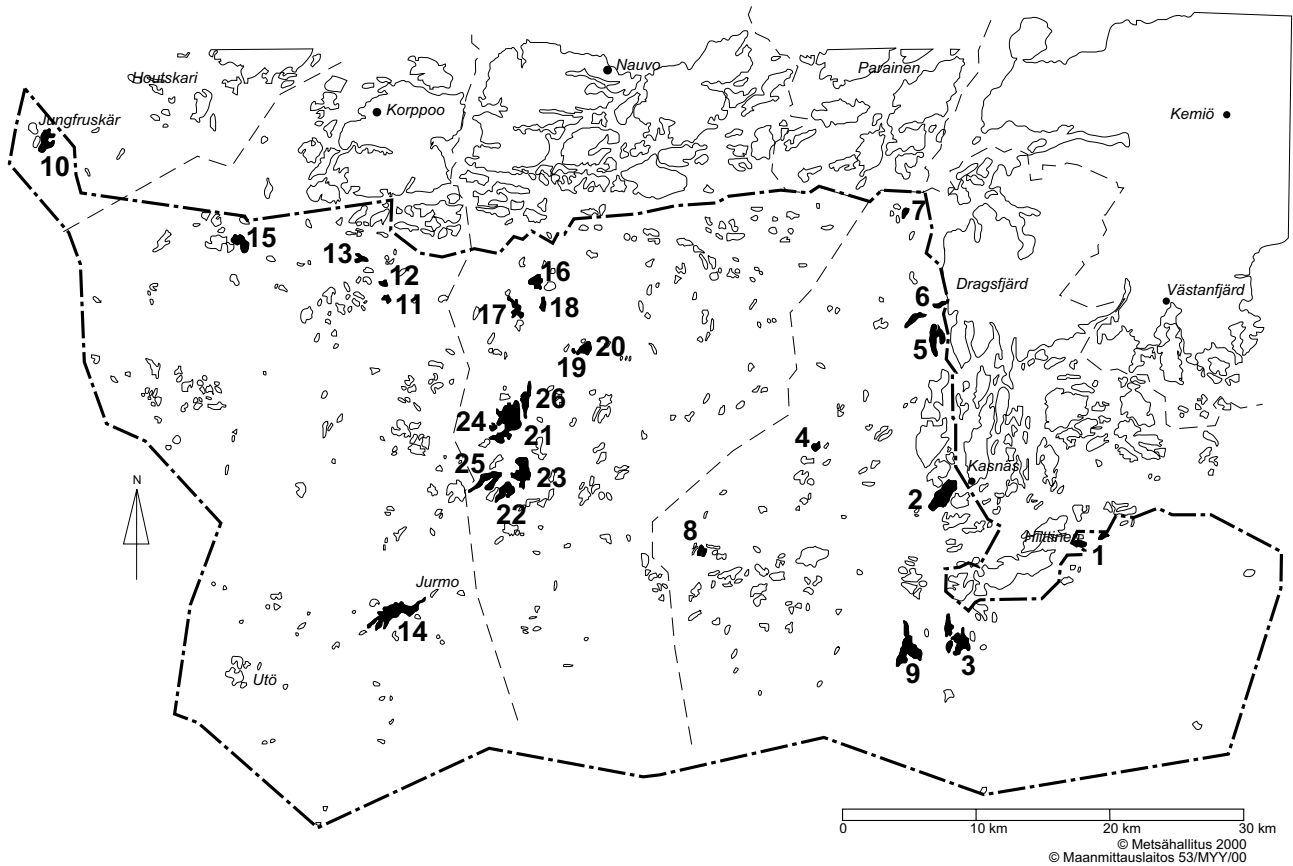 Nauvo
Houtskari
Parainen
Korppoo
Kemiö
Jungfruskär
10
7
15
13
12
11
16
17
18
6
Dragsfjärd
Västanfjärd
5
20
19
26
24
21
4
25
23
22
Kasnäs
2
N
8
Hiittinen
1
Jurmo
14
9
3
Utö
0
10 km
20 km
30 km
© Metsähallitus 2000
© Maanmittauslaitos 53/MYY/00